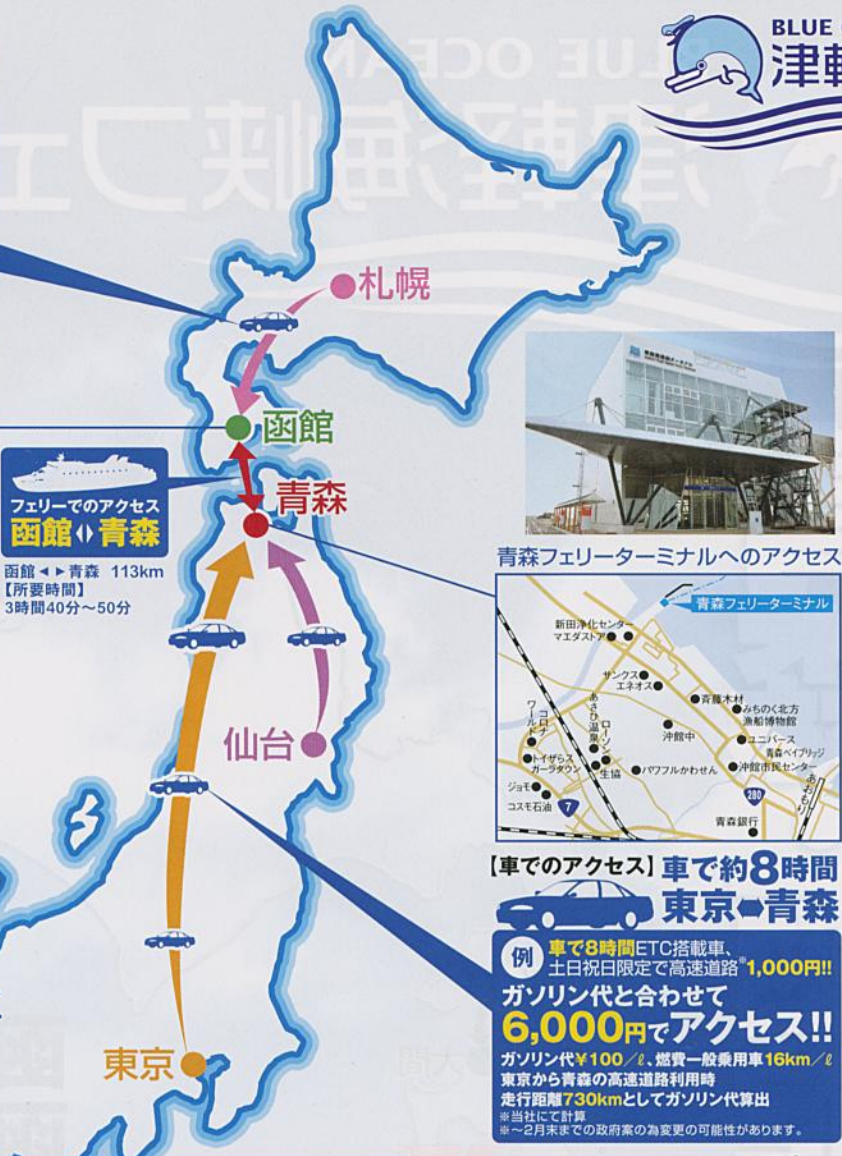 BLUE
津軽
札幌
函館
フェリーでのアクセス
函館 ◀▶ 青森
青森
函館 ◀ ▶ 青森 113km
【所要時間】
3時間40分～50分
仙台
東京
青森フェリーターミナルへのアクセス
青森フェリーターミナル
新田浄化センター
マエダストア
サンクス
エネオス
斉藤木材
みちのく北方
漁船博物館
コロナ
ワールド
あさひ温泉
ローソン
沖館中
ユニバース
青森ベイブリッジ
トイザらス
ガーラタウン
生協
パワフルかわせん
沖館市民センター
ジョモ
コスモ石油
7
280
あおもり
青森銀行
【車でのアクセス】車で約8時間
東京⬌青森
例 車で8時間ETC搭載車、
土日祝日限定で高速道路※1,000円!!
ガソリン代と合わせて
6,000円でアクセス!!
ガソリン代¥100/ℓ、燃費一般乗用車16km/ℓ
東京から青森の高速道路利用時
走行距離730kmとしてガソリン代算出
※当社にて計算
※～2月末までの政府案の為変更の可能性があります。